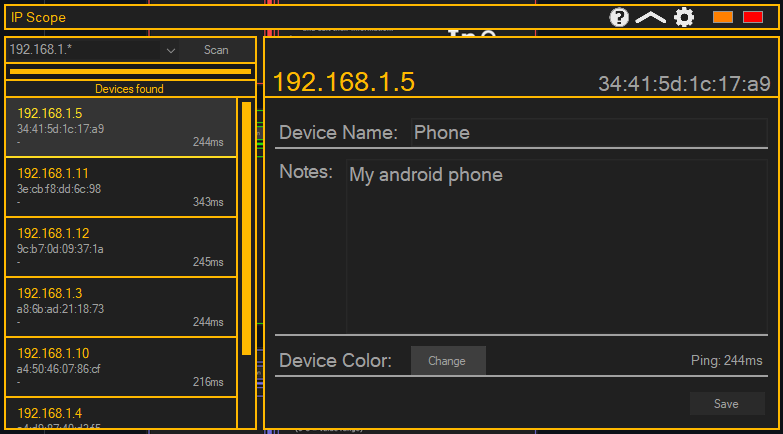 IP Scope
192.168.1.*
Scan
Devices found
192.168.1.5
34:41:5d:1c:17:a9
-
244ms
192.168.1.11
3e:cb:f8:dd:6c:98
-
343ms
192.168.1.12
9c:b7:0d:09:37:1a
-
245ms
192.168.1.3
a8:6b:ad:21:18:73
-
244ms
192.168.1.10
a4:50:46:07:86:cf
-
216ms
192.168.1.4
192.168.1.5
34:41:5d:1c:17:a9
Device Name: Phone
Notes: My android phone
Device Color: Change
Ping: 244ms
Save